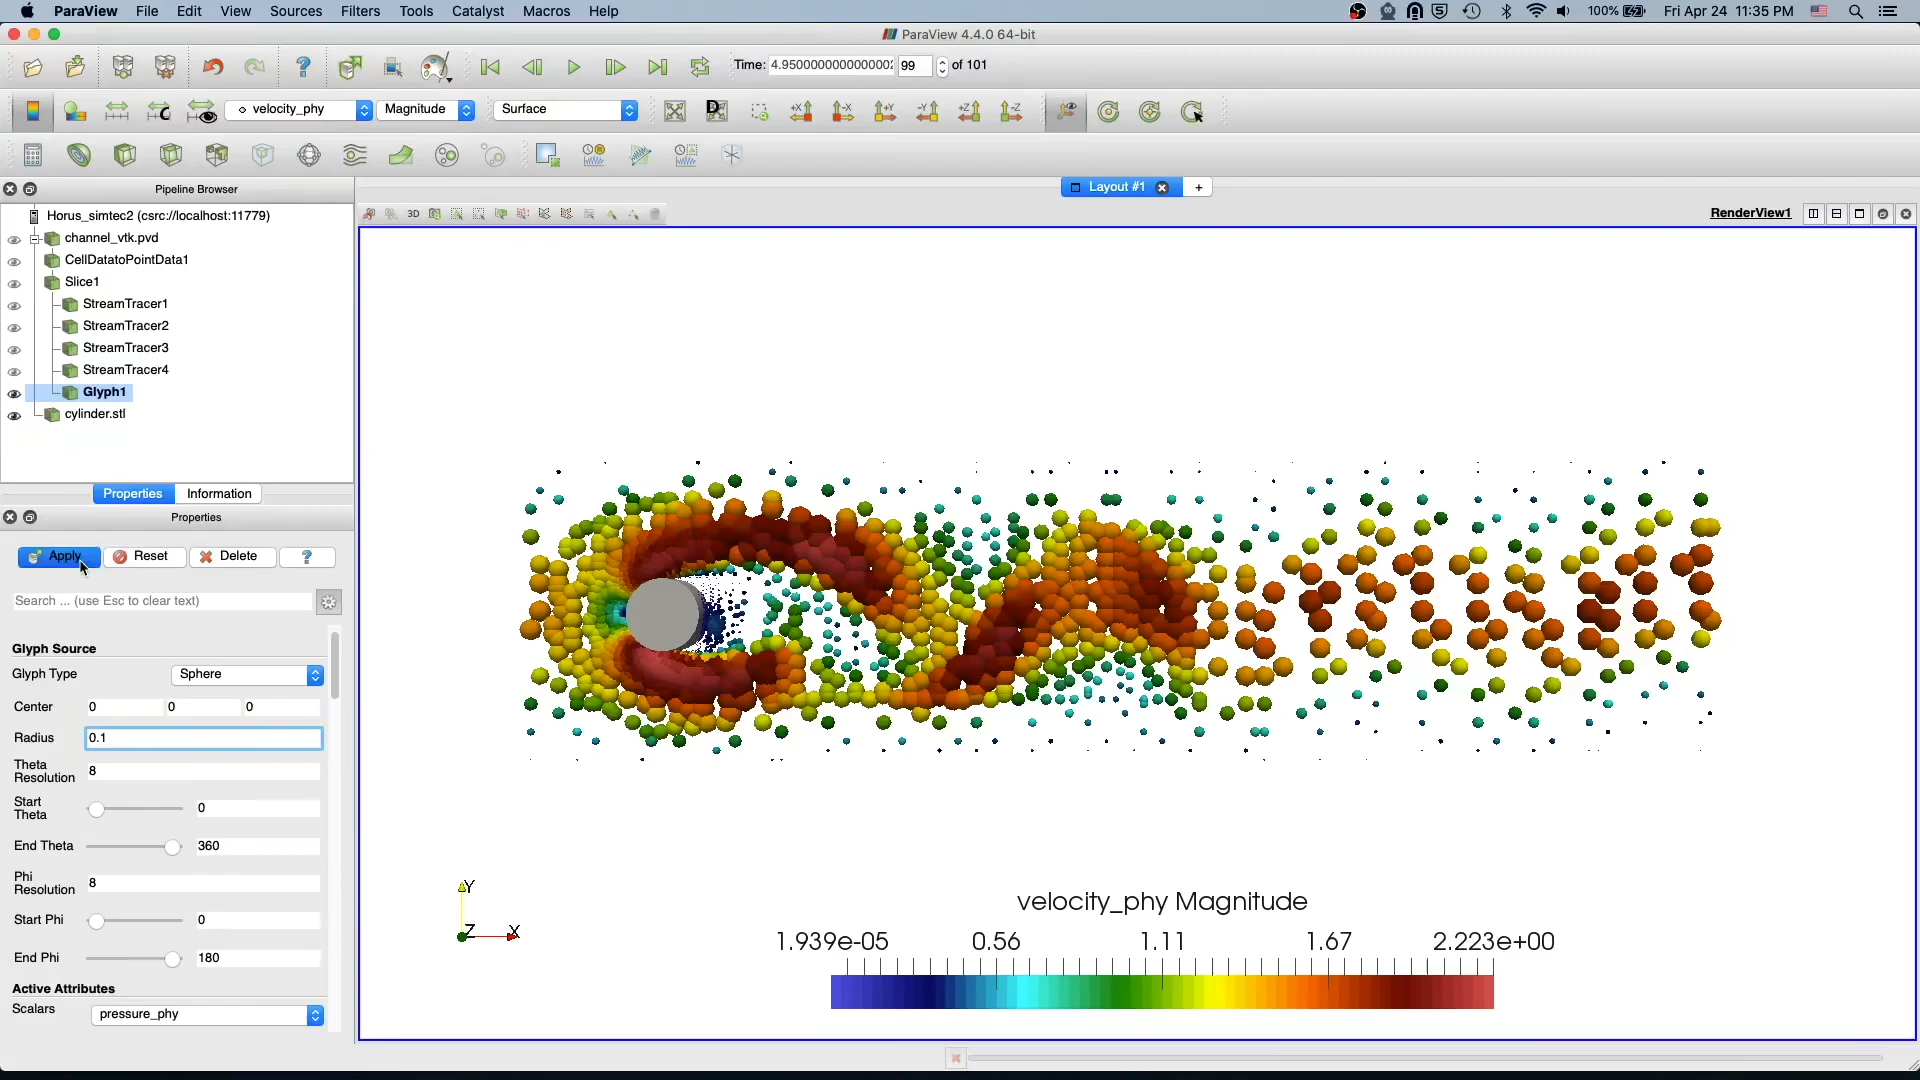 ParaView File Edit View Sources Filters Tools Catalyst Macros Help
100% Fri Apr 24 11:35 PM
ParaView 4.4.0 64-bit
Time: 4.9500000000000002 99 of 101
velocity_phy Magnitude Surface
Pipeline Browser
Layout #1
Horus_simtec2 (csrc://localhost:11779)
3D
RenderView1
channel_vtk.pvd
CellDatatoPointData1
Slice1
StreamTracer1
StreamTracer2
StreamTracer3
StreamTracer4
Glyph1
cylinder.stl
Properties Information
Properties
Apply Reset Delete ?
Search ... (use Esc to clear text)
Glyph Source
Glyph Type Sphere
Center 0 0 0
Radius 0.1
Theta
Resolution 8
Start
Theta 0
End Theta 360
Phi
Resolution 8
Start Phi 0
End Phi 180
Active Attributes
Scalars pressure_phy
Y
Z X
velocity_phy Magnitude
1.939e-05 0.56 1.11 1.67 2.223e+00